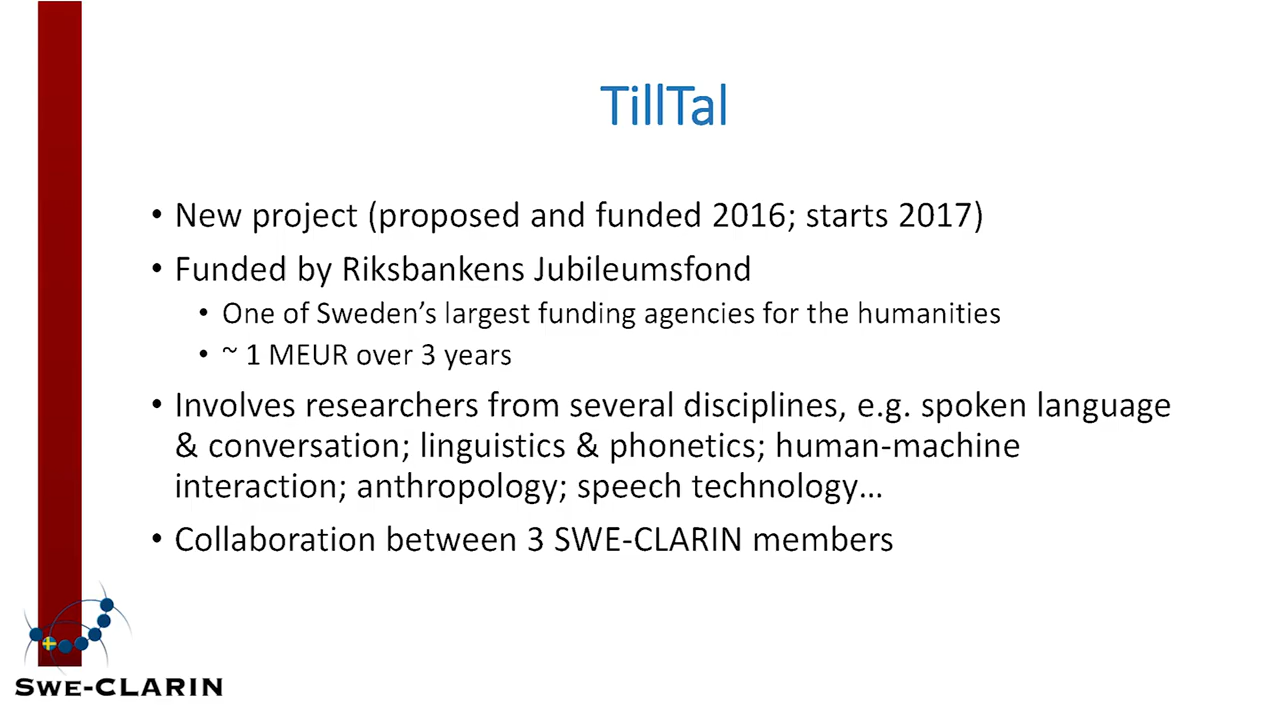 TillTal
• New project (proposed and funded 2016; starts 2017)
• Funded by Riksbankens Jubileumsfond
• One of Sweden’s largest funding agencies for the humanities
• ~ 1 MEUR over 3 years
• Involves researchers from several disciplines, e.g. spoken language
& conversation; linguistics & phonetics; human-machine
interaction; anthropology; speech technology…
• Collaboration between 3 SWE-CLARIN members
SWE-CLARIN